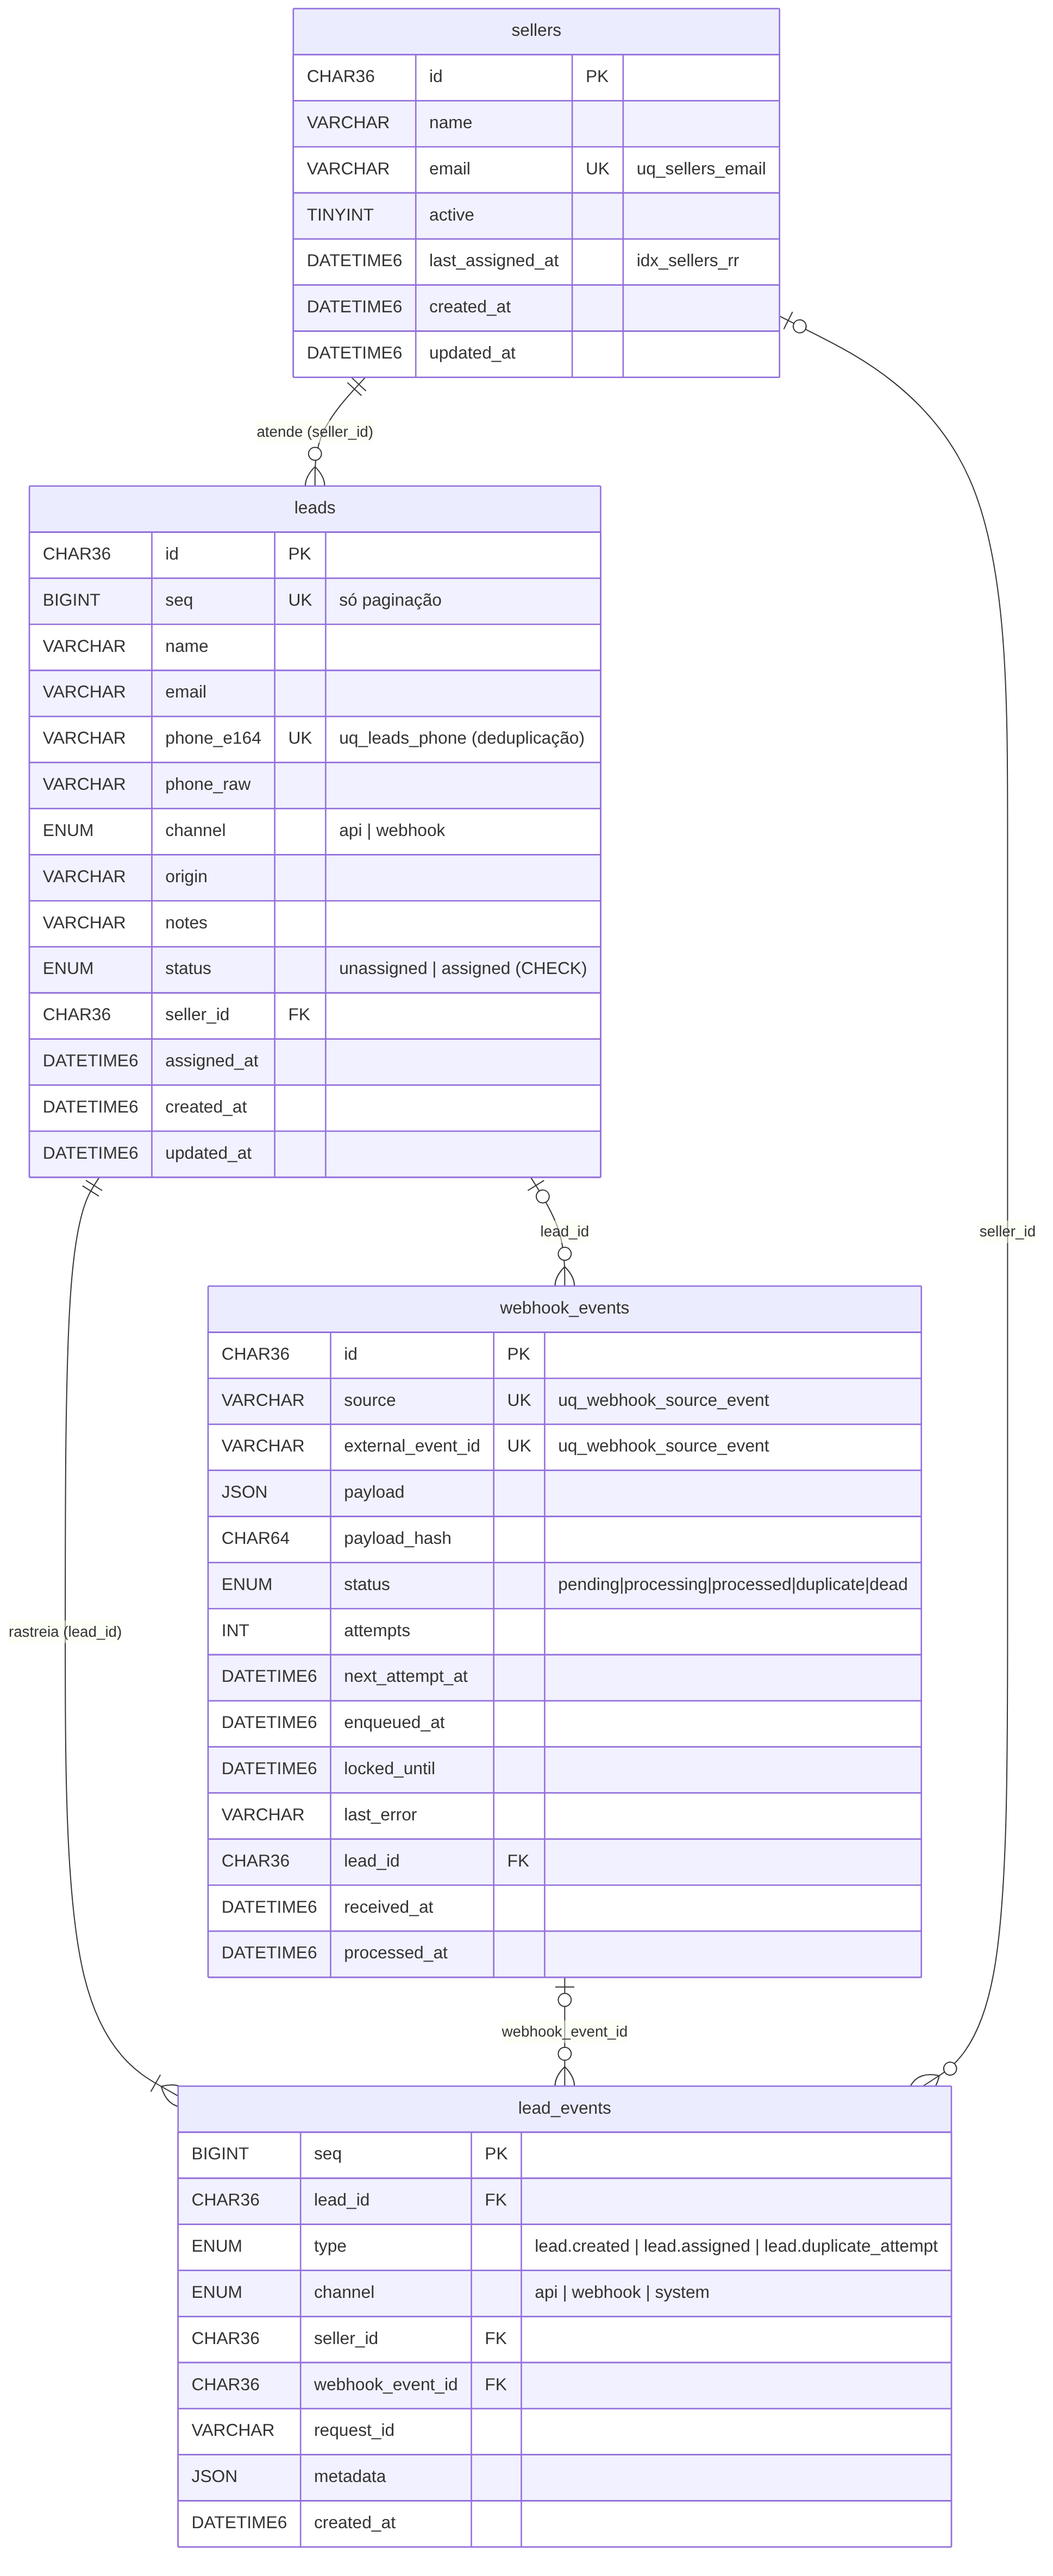 sellers
CHAR36 id PK
VARCHAR name
VARCHAR email UK uq_sellers_email
TINYINT active
DATETIME6 last_assigned_at idx_sellers_rr
DATETIME6 created_at
DATETIME6 updated_at
atende (seller_id)
leads
CHAR36 id PK
BIGINT seq UK só paginação
VARCHAR name
VARCHAR email
VARCHAR phone_e164 UK uq_leads_phone (deduplicação)
VARCHAR phone_raw
ENUM channel api | webhook
VARCHAR origin
VARCHAR notes
ENUM status unassigned | assigned (CHECK)
CHAR36 seller_id FK
DATETIME6 assigned_at
DATETIME6 created_at
DATETIME6 updated_at
lead_id
seller_id
webhook_events
CHAR36 id PK
VARCHAR source UK uq_webhook_source_event
VARCHAR external_event_id UK uq_webhook_source_event
JSON payload
CHAR64 payload_hash
ENUM status pending|processing|processed|duplicate|dead
INT attempts
rastreia (lead_id)
DATETIME6 next_attempt_at
DATETIME6 enqueued_at
DATETIME6 locked_until
VARCHAR last_error
CHAR36 lead_id FK
DATETIME6 received_at
DATETIME6 processed_at
webhook_event_id
lead_events
BIGINT seq PK
CHAR36 lead_id FK
ENUM type lead.created | lead.assigned | lead.duplicate_attempt
ENUM channel api | webhook | system
CHAR36 seller_id FK
CHAR36 webhook_event_id FK
VARCHAR request_id
JSON metadata
DATETIME6 created_at